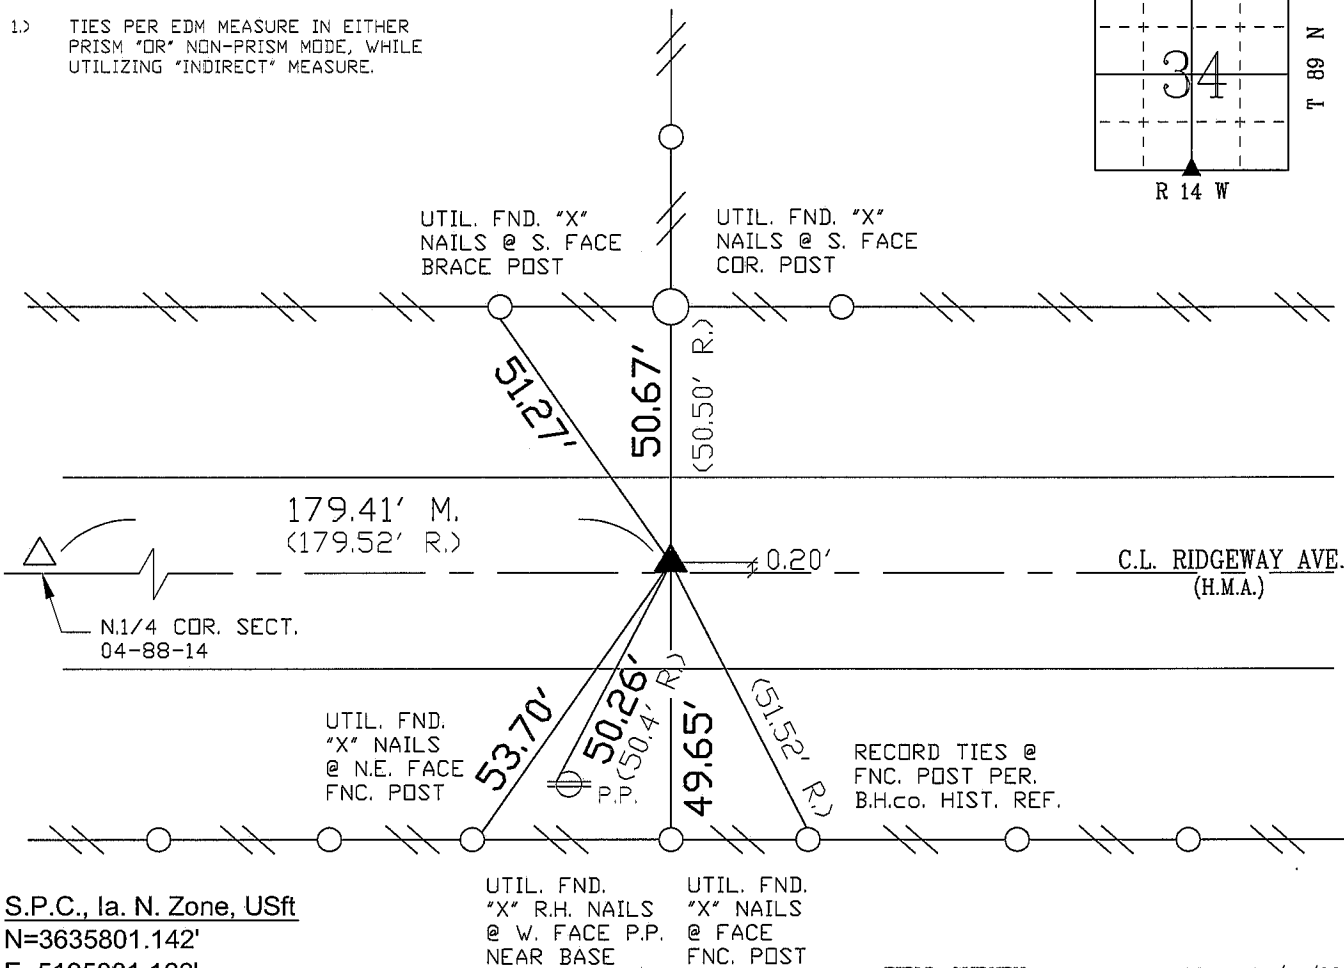 1.) TIES PER EDM MEASURE IN EITHER
PRISM "OR" NON-PRISM MODE, WHILE
UTILIZING "INDIRECT" MEASURE.
34
T 89 N
R 14 W
UTIL. FND. "X"
NAILS @ S. FACE
BRACE POST
UTIL. FND. "X"
NAILS @ S. FACE
COR. POST
51.27'
50.67'
(50.50' R.)
179.41' M.
(179.52' R.)
0.20'
C.L. RIDGEWAY AVE.
(H.M.A.)
N.1/4 COR. SECT.
04-88-14
UTIL. FND.
"X" NAILS
@ N.E. FACE
FNC. POST
53.70'
50.26'
(50.4' R.)
P.P.
49.65'
(51.52' R.)
RECORD TIES @
FNC. POST PER.
B.H.co. HIST. REF.
UTIL. FND.
"X" R.H. NAILS
@ W. FACE P.P.
NEAR BASE
UTIL. FND.
"X" NAILS
@ FACE
FNC. POST
S.P.C., Ia. N. Zone, USft
N=3635801.142'